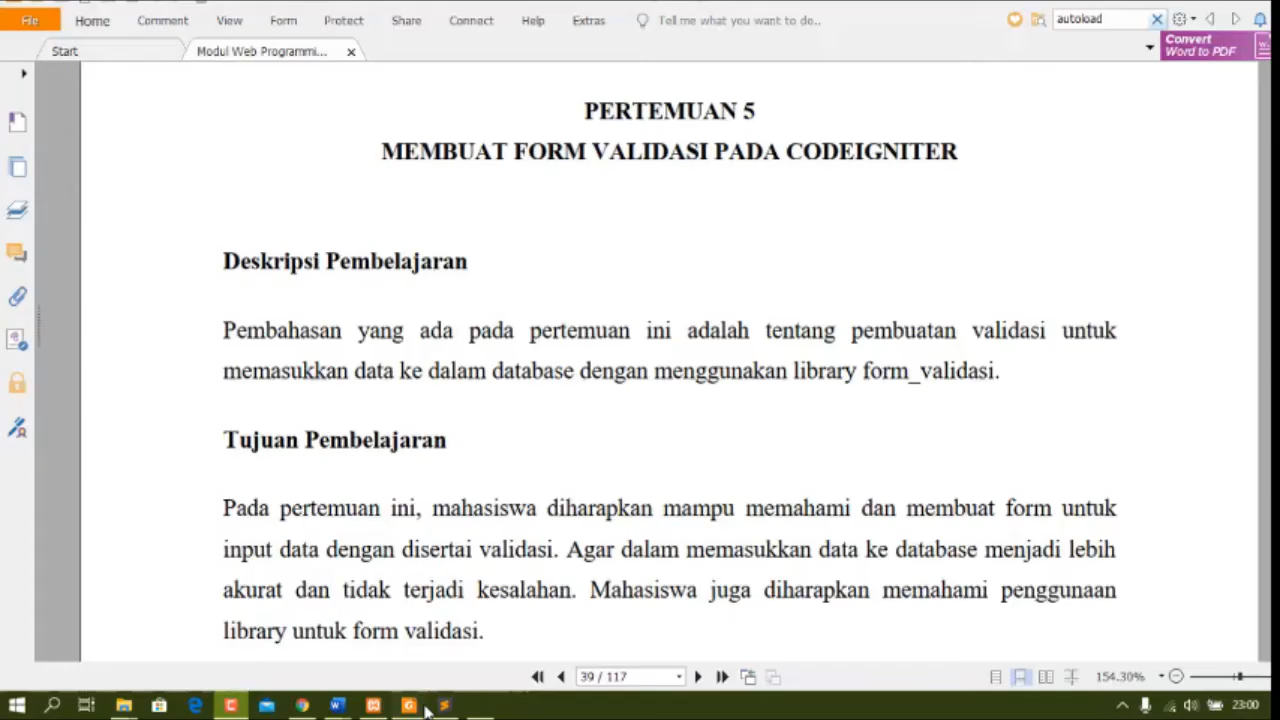 File Home Comment View Form Protect Share Connect Help Extras Tell me what you want to do.. autoload
Start Modul Web Programmi...
Convert
Word to PDF
PERTEMUAN 5
MEMBUAT FORM VALIDASI PADA CODEIGNITER
Deskripsi Pembelajaran
Pembahasan yang ada pada pertemuan ini adalah tentang pembuatan validasi untuk
memasukkan data ke dalam database dengan menggunakan library form_validasi.
Tujuan Pembelajaran
Pada pertemuan ini, mahasiswa diharapkan mampu memahami dan membuat form untuk
input data dengan disertai validasi. Agar dalam memasukkan data ke database menjadi lebih
akurat dan tidak terjadi kesalahan. Mahasiswa juga diharapkan memahami penggunaan
library untuk form validasi.
39 / 117 154.30%
23:00